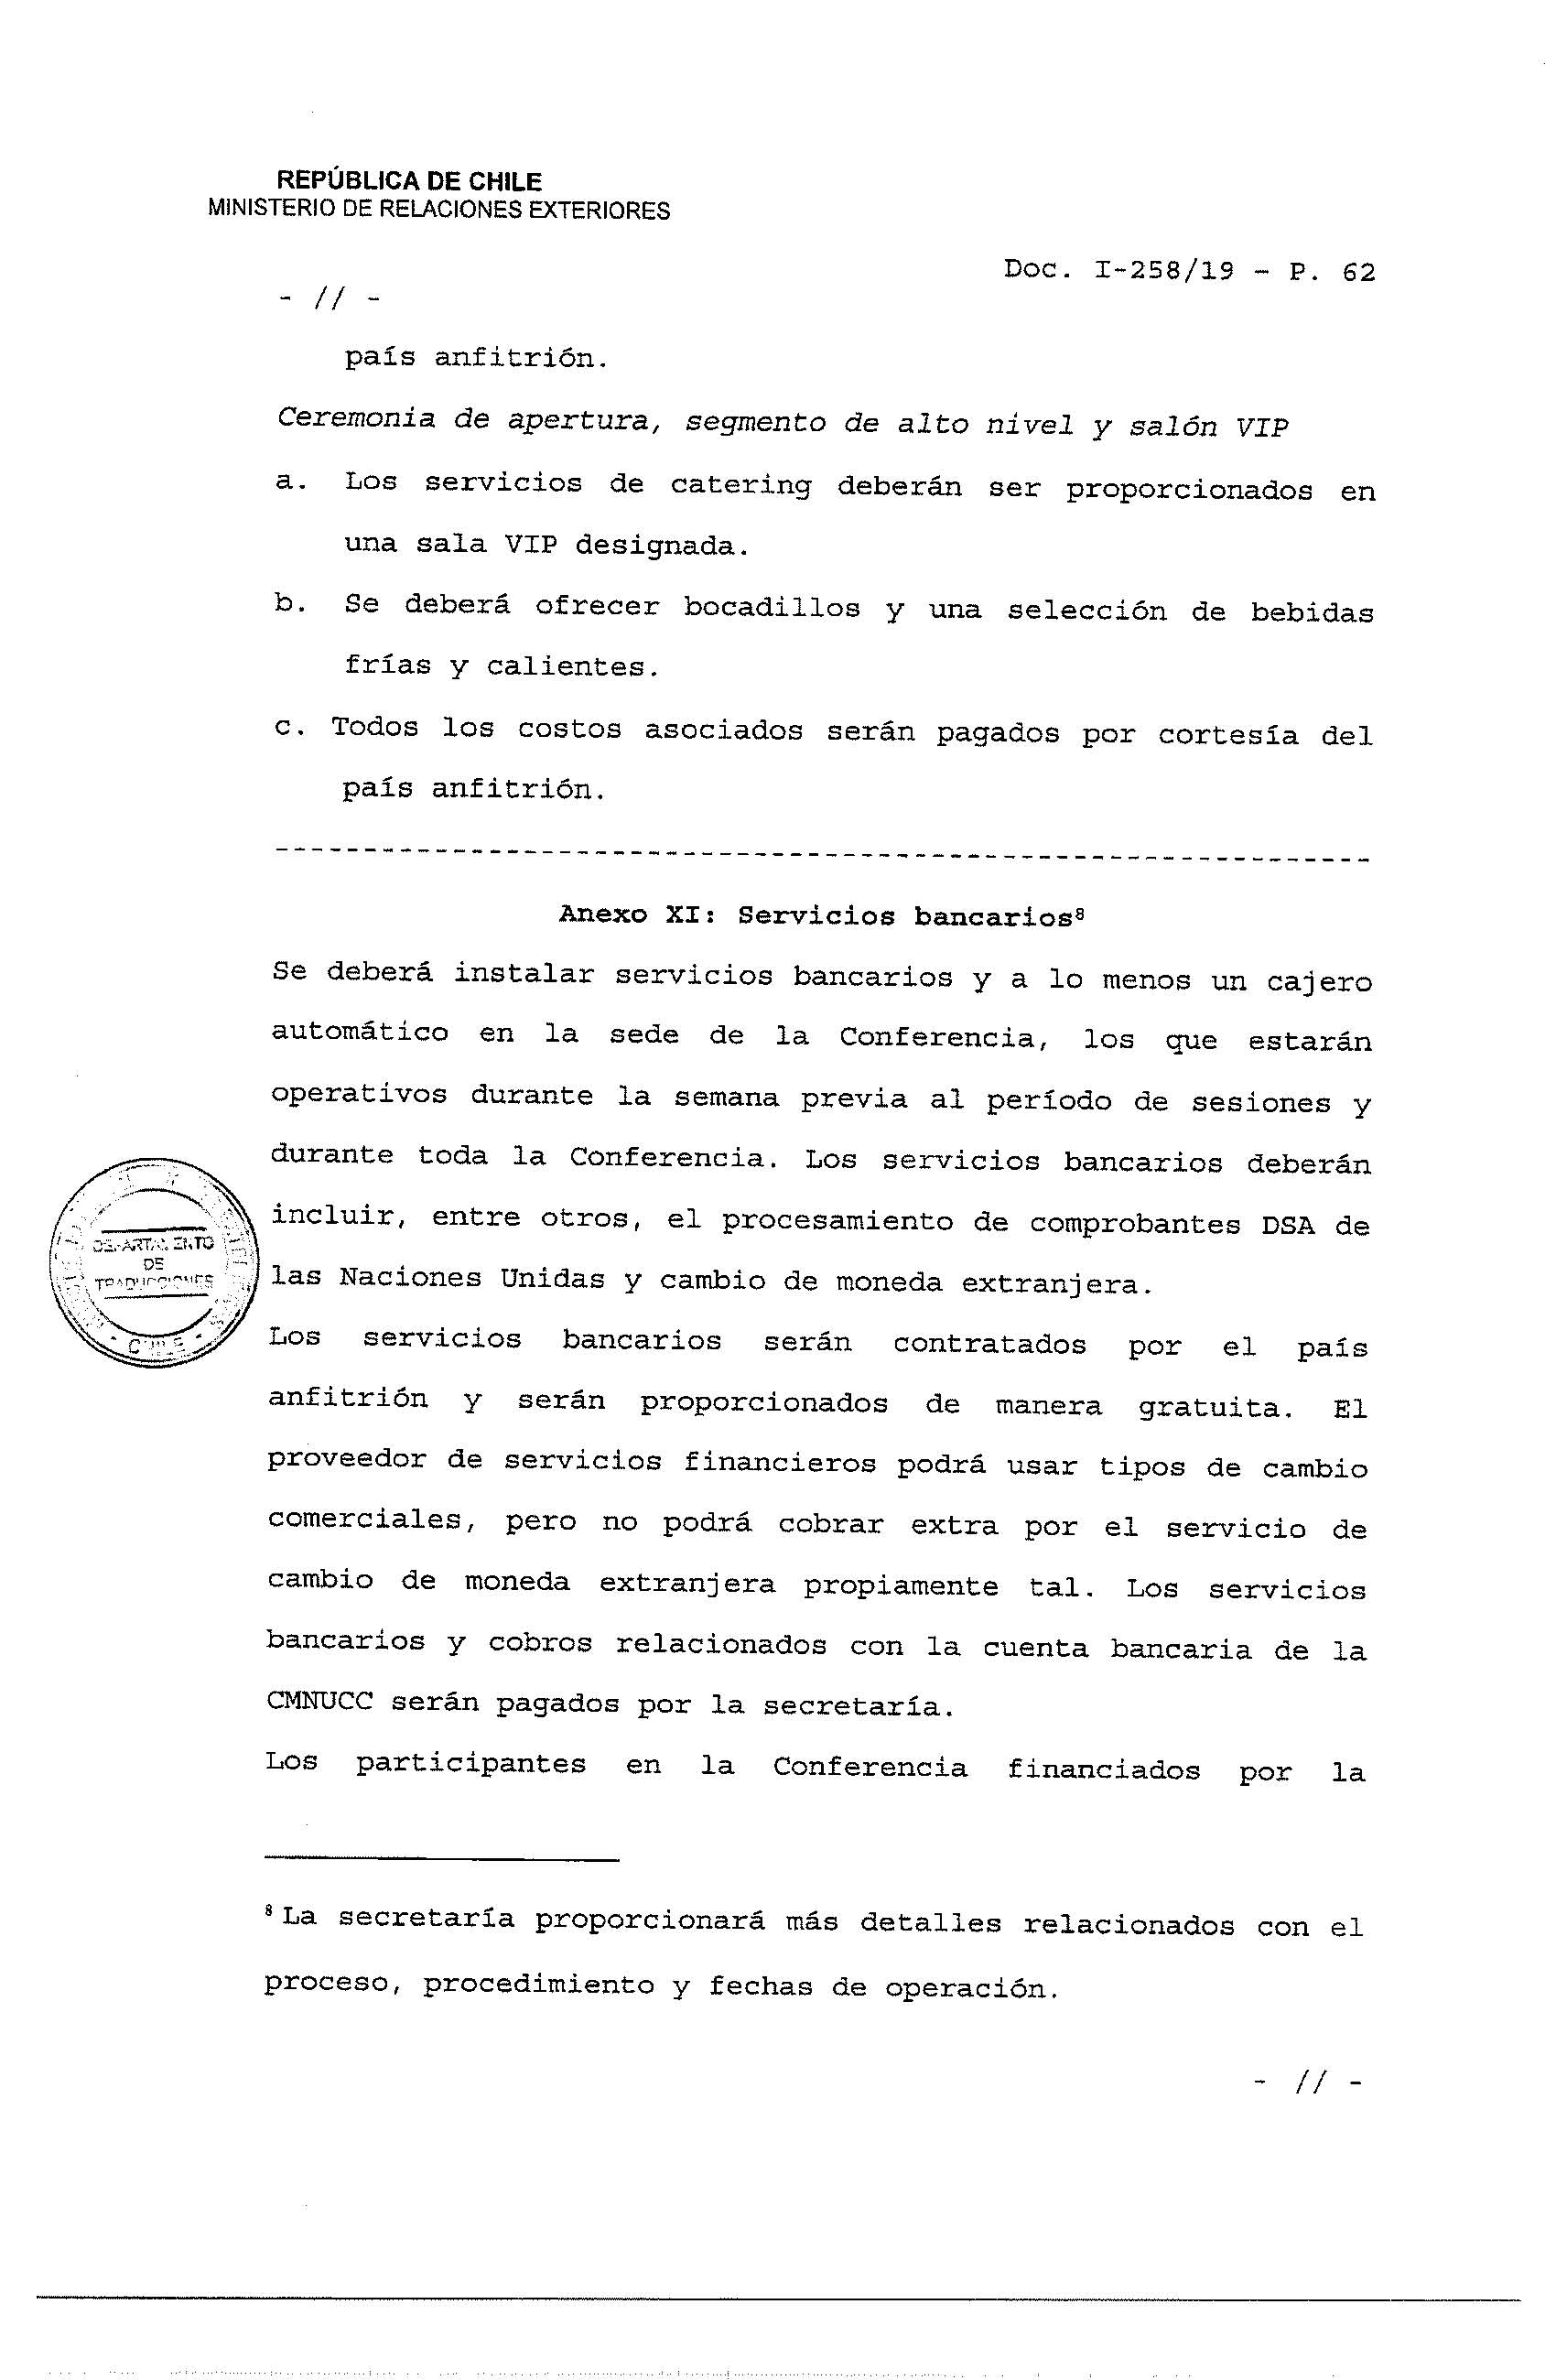 REPÚBLICA DE CHILE
MINISTERIO DE RELACIONES EXTERIORES
Doc. I-258/19 - P. 62
- // -
país anfitrión.
Ceremonia de apertura, segmento de alto nivel y salón VIP
a. Los servicios de catering deberán ser proporcionados en
una sala VIP designada.
b. Se deberá ofrecer bocadillos y una selección de bebidas
frías y calientes.
c. Todos los costos asociados serán pagados por cortesía del
país anfitrión.
--------------------------------------------------------------
Anexo XI: Servicios bancarios⁸
Se deberá instalar servicios bancarios y a lo menos un cajero
automático en la sede de la Conferencia, los que estarán
operativos durante la semana previa al período de sesiones y
durante toda la Conferencia. Los servicios bancarios deberán
incluir, entre otros, el procesamiento de comprobantes DSA de
las Naciones Unidas y cambio de moneda extranjera.
Los servicios bancarios serán contratados por el país
anfitrión y serán proporcionados de manera gratuita. El
proveedor de servicios financieros podrá usar tipos de cambio
comerciales, pero no podrá cobrar extra por el servicio de
cambio de moneda extranjera propiamente tal. Los servicios
bancarios y cobros relacionados con la cuenta bancaria de la
CMNUCC serán pagados por la secretaría.
Los participantes en la Conferencia financiados por la
⁸ La secretaría proporcionará más detalles relacionados con el
proceso, procedimiento y fechas de operación.
- // -
DEPARTAMENTO
DE
TRADUCCIONES
CHILE